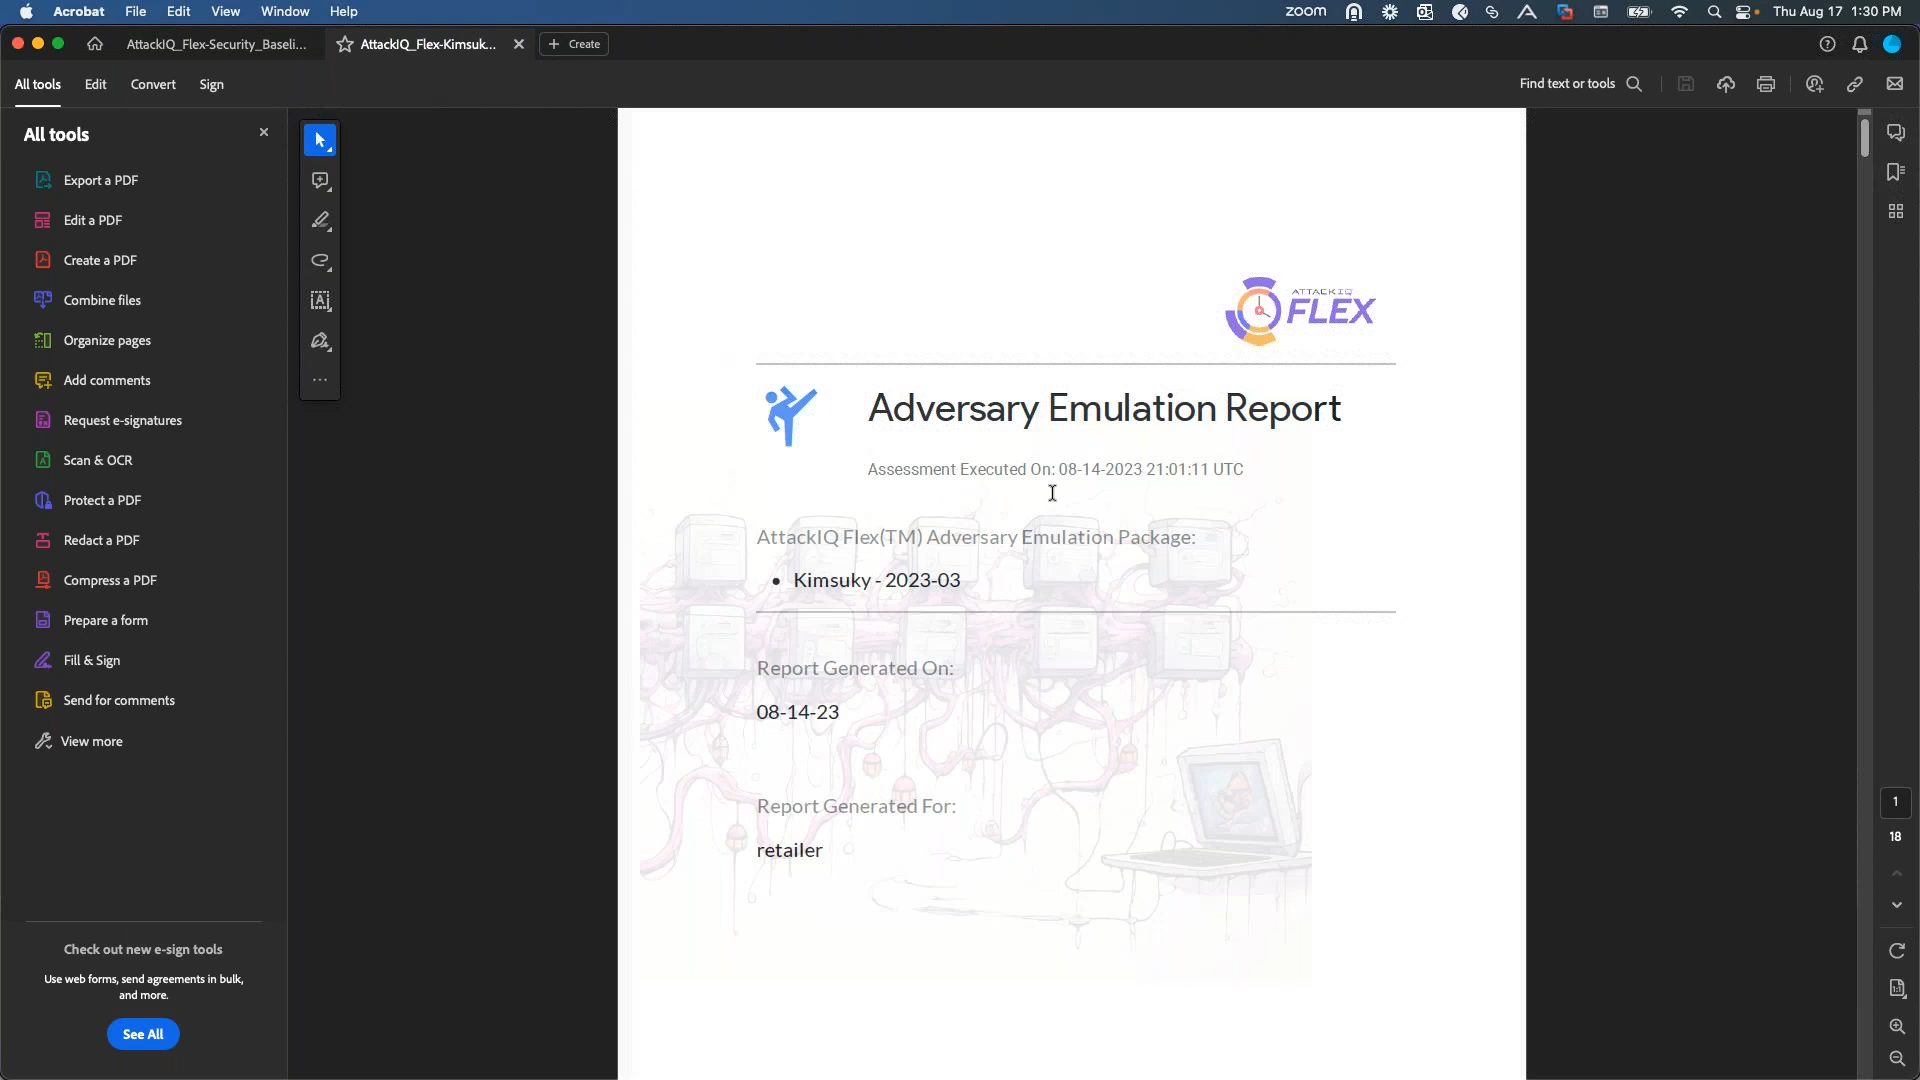 Acrobat File Edit View Window Help
zoom Thu Aug 17 1:30 PM
AttackIQ_Flex-Security_Baseli...
AttackIQ_Flex-Kimsuk...
Create
All tools Edit Convert Sign
Find text or tools
All tools
Export a PDF
Edit a PDF
Create a PDF
Combine files
Organize pages
Add comments
Request e-signatures
Scan & OCR
Protect a PDF
Redact a PDF
Compress a PDF
Prepare a form
Fill & Sign
Send for comments
View more
Check out new e-sign tools
Use web forms, send agreements in bulk,
and more.
See All
ATTACKIQ
FLEX
Adversary Emulation Report
Assessment Executed On: 08-14-2023 21:01:11 UTC
AttackIQ Flex(TM) Adversary Emulation Package:
• Kimsuky - 2023-03
Report Generated On:
08-14-23
Report Generated For:
retailer
1
18